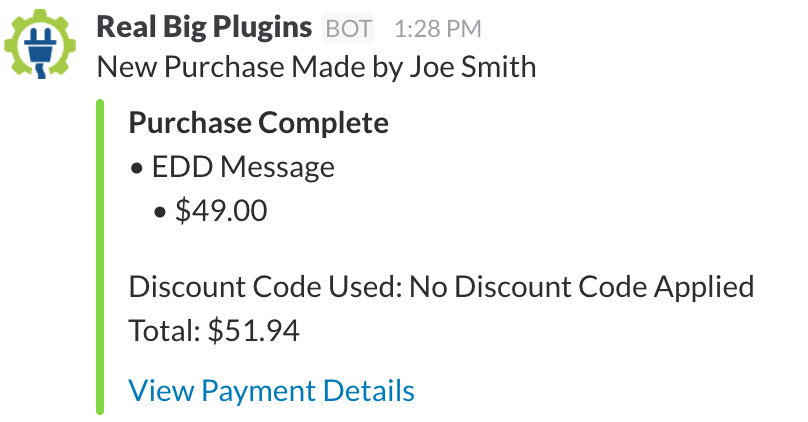 Real Big Plugins BOT 1:28 PM
New Purchase Made by Joe Smith
Purchase Complete
• EDD Message
• $49.00
Discount Code Used: No Discount Code Applied
Total: $51.94
View Payment Details